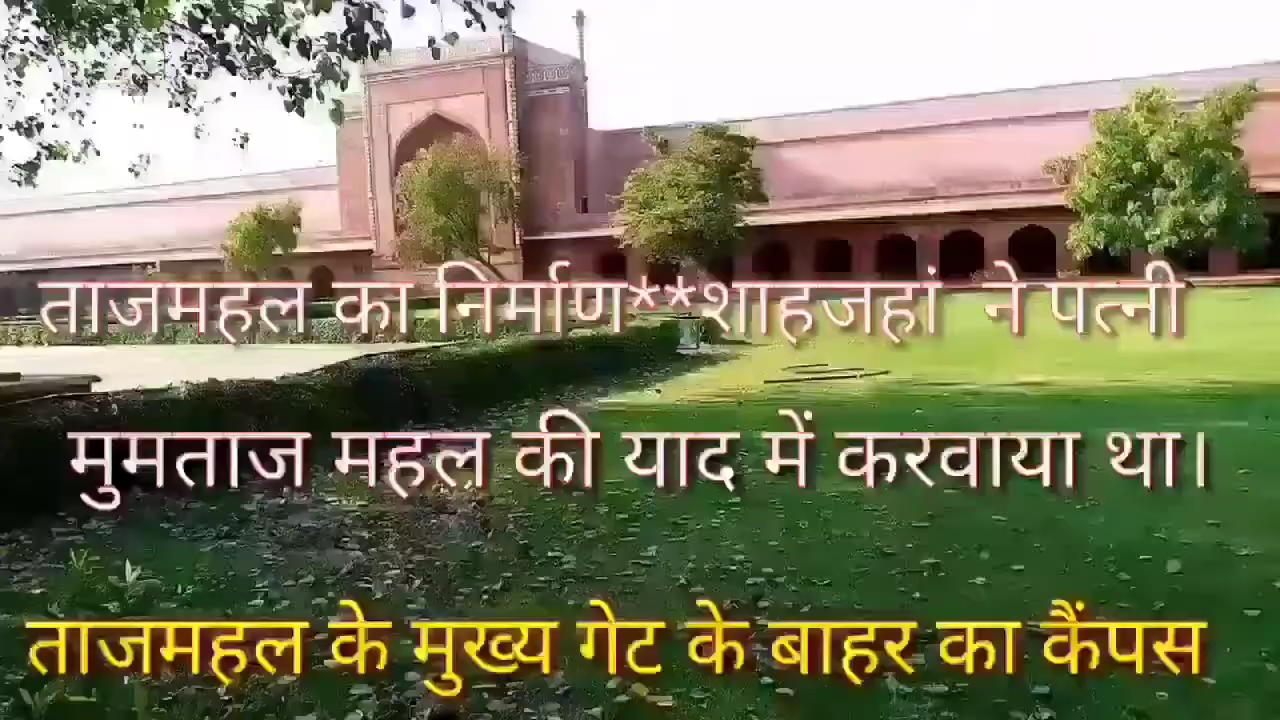 ताजमहल का निर्माण**शाहजहां ने पत्नी
मुमताज महल की याद में करवाया था।
ताजमहल के मुख्य गेट के बाहर का कैंपस